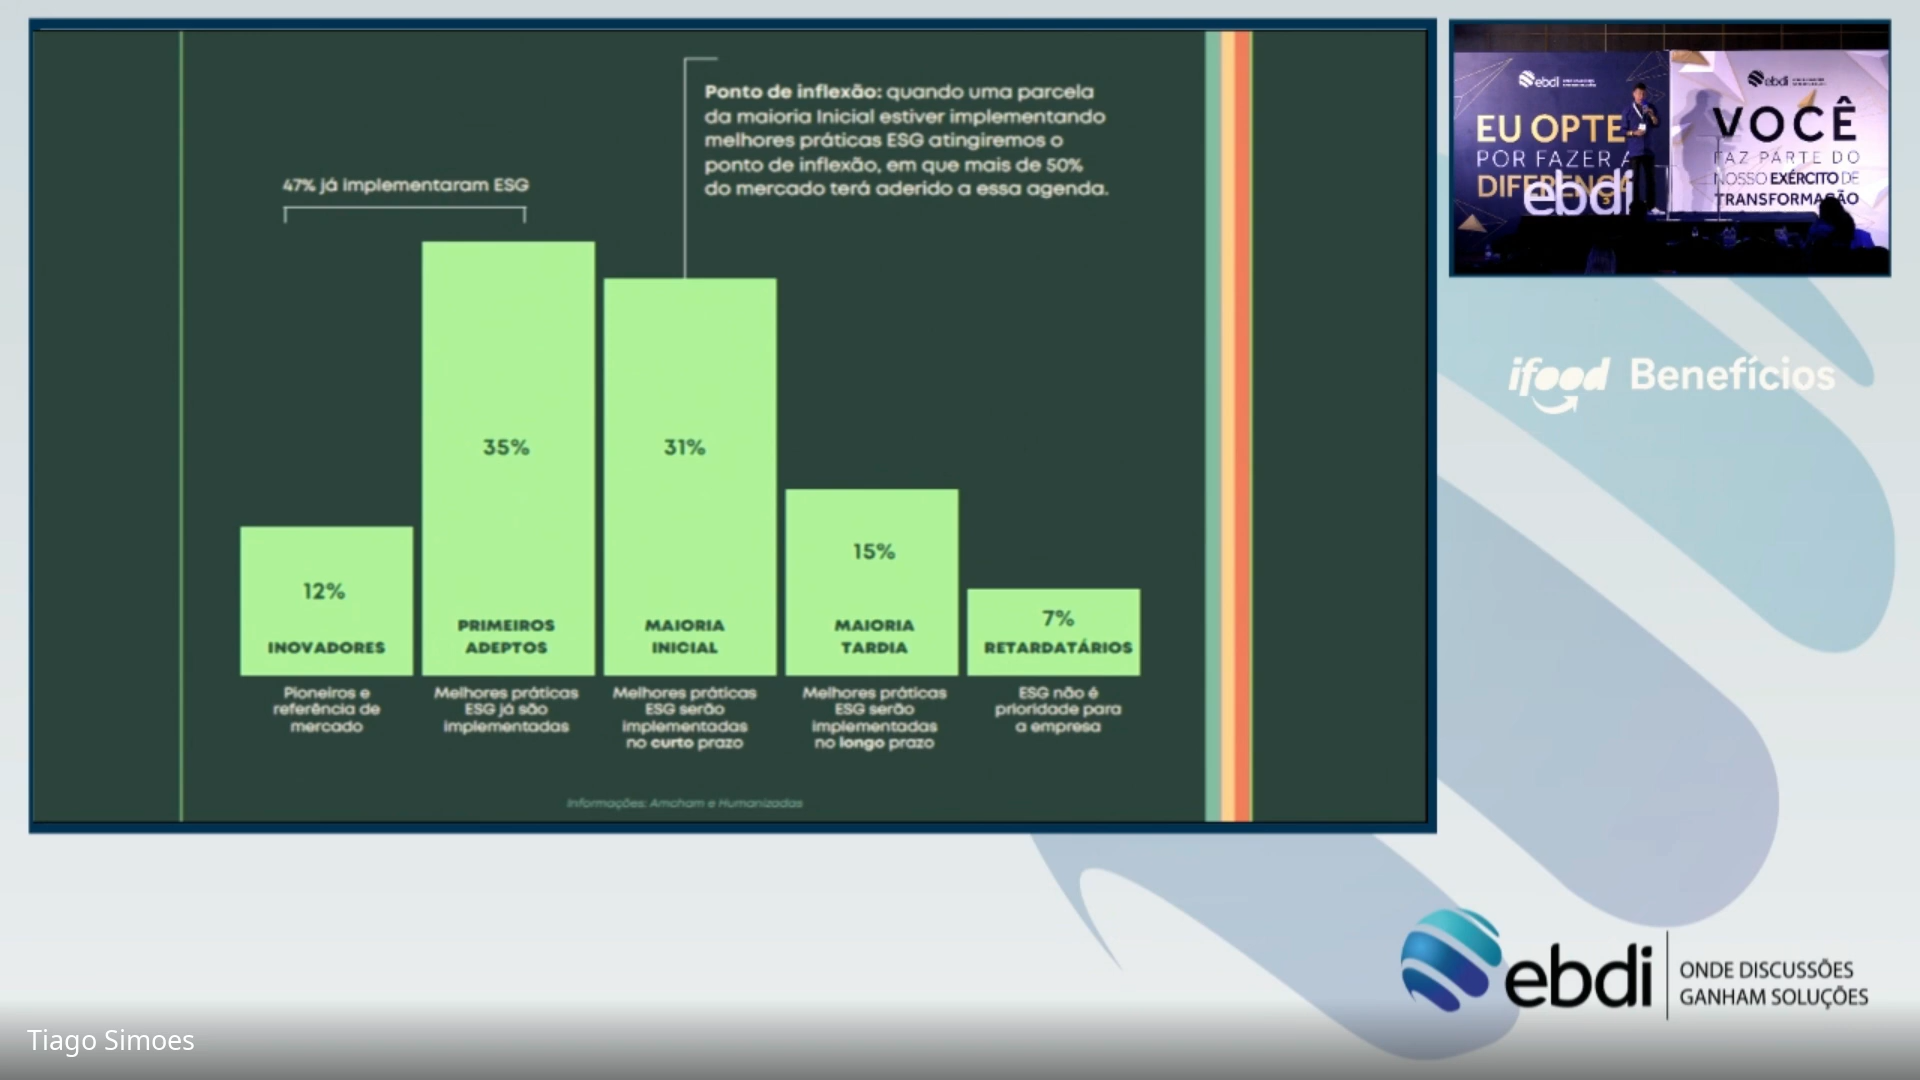 Ponto de inflexão: quando uma parcela
da maioria Inicial estiver implementando
melhores práticas ESG atingiremos o
ponto de inflexão, em que mais de 50%
do mercado terá aderido a essa agenda.
47% já implementaram ESG
12%
INOVADORES
Pioneiros e
referência de
mercado
35%
PRIMEIROS
ADEPTOS
Melhores práticas
ESG já são
implementadas
31%
MAIORIA
INICIAL
Melhores práticas
ESG serão
implementadas
no curto prazo
15%
MAIORIA
TARDIA
Melhores práticas
ESG serão
implementadas
no longo prazo
7%
RETARDATÁRIOS
ESG não é
prioridade para
a empresa
Informações: Amcham e Humanizadas
ebdi
EU OPTE
POR FAZER A
DIFERENÇA
ebdi
ebdi
VOCÊ
FAZ PARTE DO
NOSSO EXÉRCITO DE
TRANSFORMAÇÃO
ifood Benefícios
ebdi
ONDE DISCUSSÕES
GANHAM SOLUÇÕES
Tiago Simoes